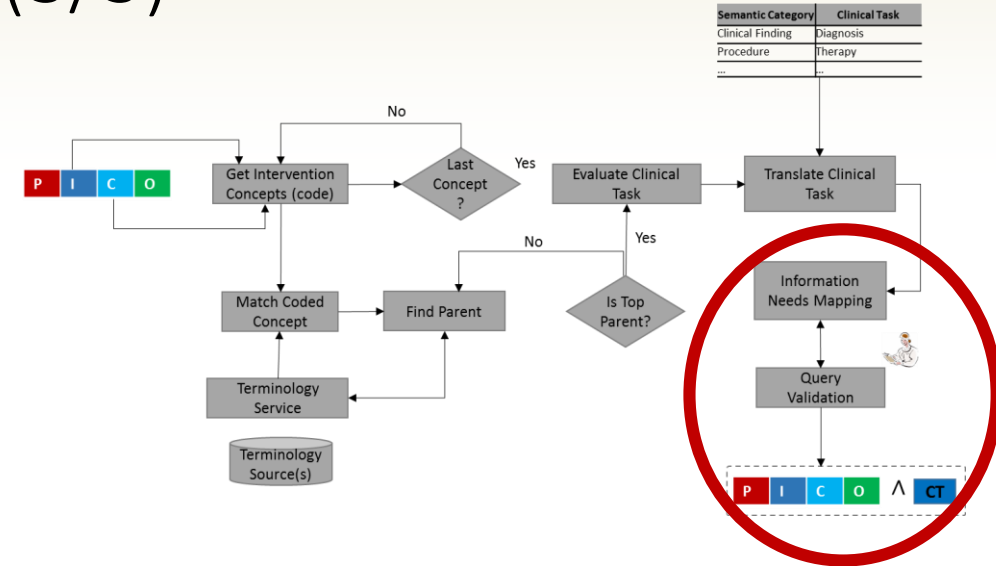 Semantic Category Clinical Task
Clinical Finding Diagnosis
Procedure Therapy
... ...
No
P I C O
Get Intervention
Concepts (code)
Last
Concept
?
Yes
Evaluate Clinical
Task
Translate Clinical
Task
No
Yes
Match Coded
Concept
Find Parent
Is Top
Parent?
Information
Needs Mapping
Terminology
Service
Query
Validation
Terminology
Source(s)
P I C O ᐱ CT